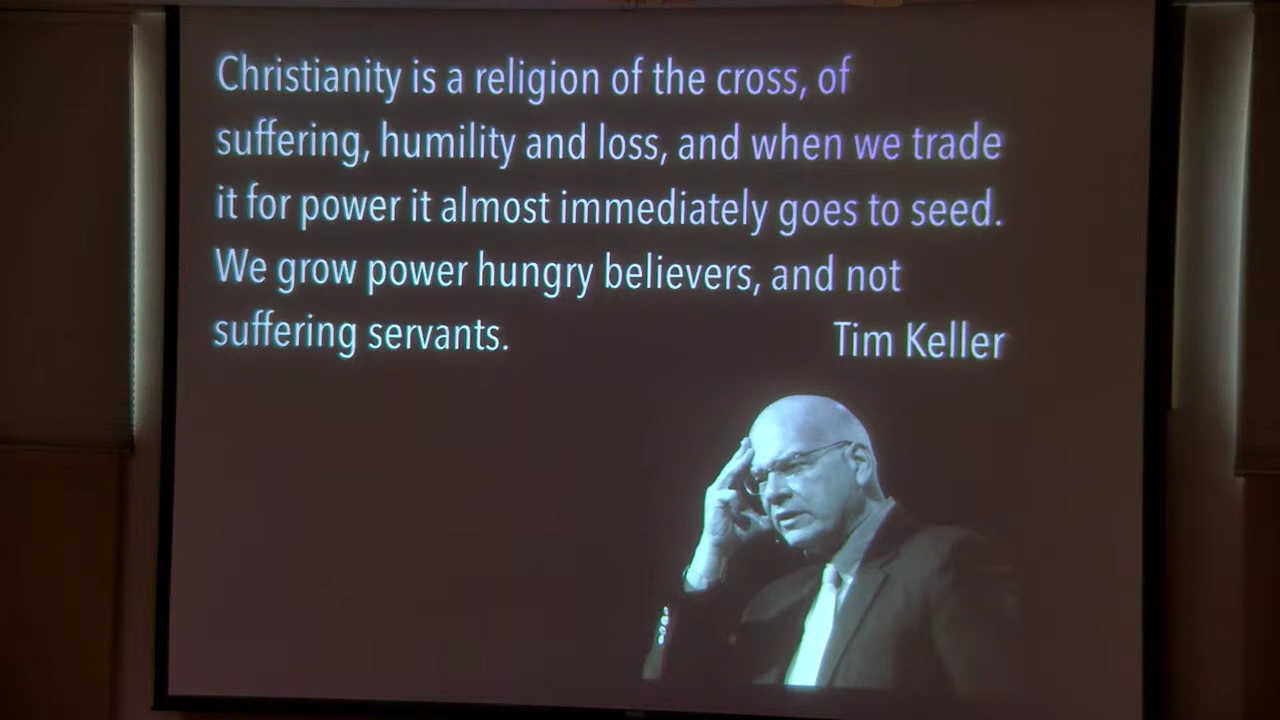 Christianity is a religion of the cross, of
suffering, humility and loss, and when we trade
it for power it almost immediately goes to seed.
We grow power hungry believers, and not
suffering servants.
Tim Keller